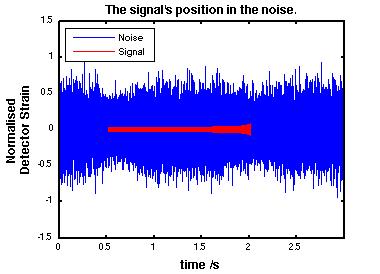 The signal's position in the noise.
1.5
Noise
Signal
1
0.5
0
-0.5
-1
-1.5
Normalised
Detector Strain
0 0.5 1 1.5 2 2.5
time /s